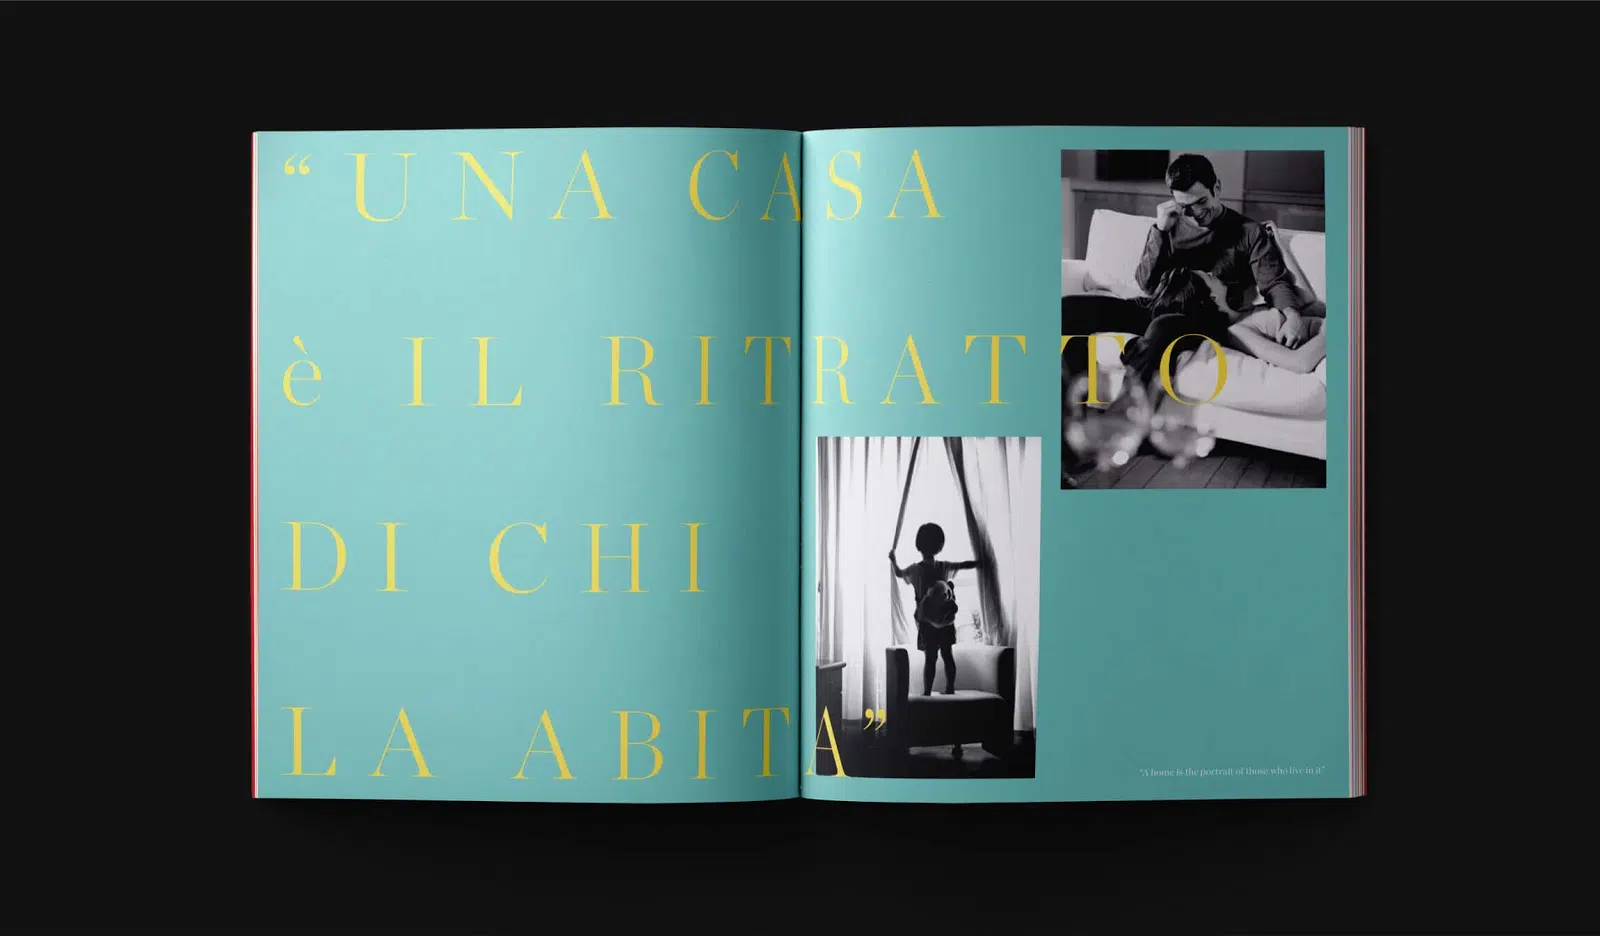 “UNA CASA
è IL RITRATTO
DI CHI
LA ABITA”
“A home is the portrait of those who live in it”